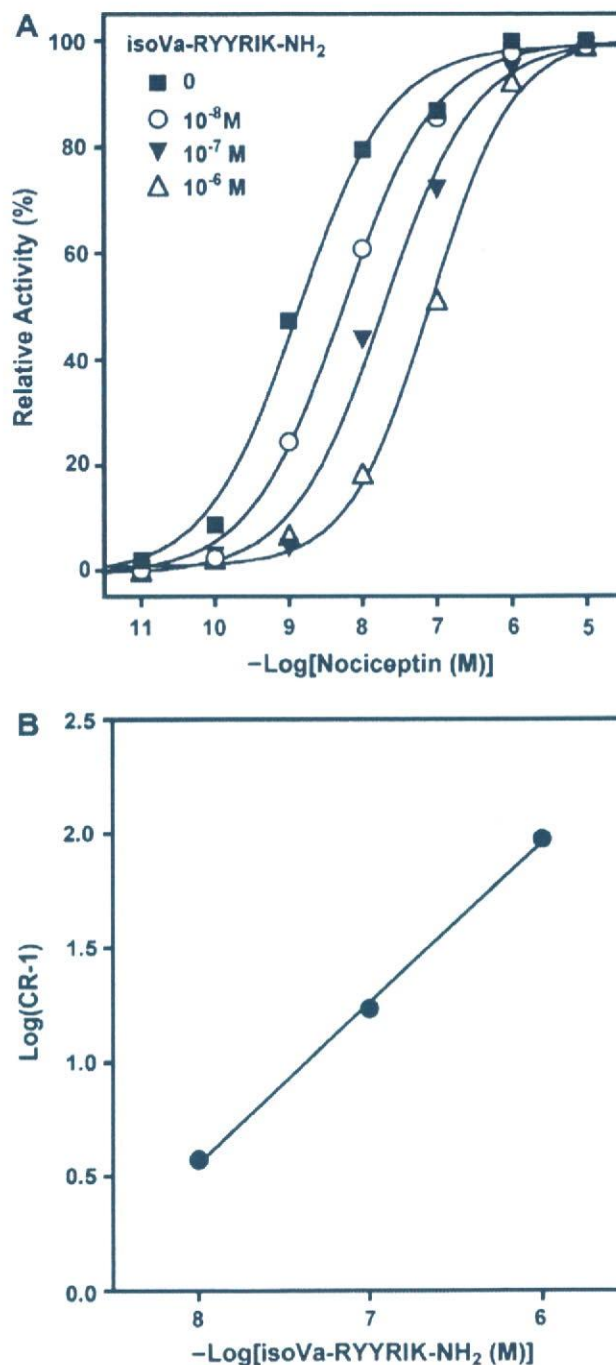 A
isoVa-RYYRIK-NH₂
■ 0
○ 10⁻⁸M
▼ 10⁻⁷ M
△ 10⁻⁶ M
Relative Activity (%)
100
80
60
40
20
0
11 10 9 8 7 6 5
−Log[Nociceptin (M)]
B
Log(CR-1)
2.5
2.0
1.5
1.0
0.5
0.0
8 7 6
−Log[isoVa-RYYRIK-NH₂ (M)]